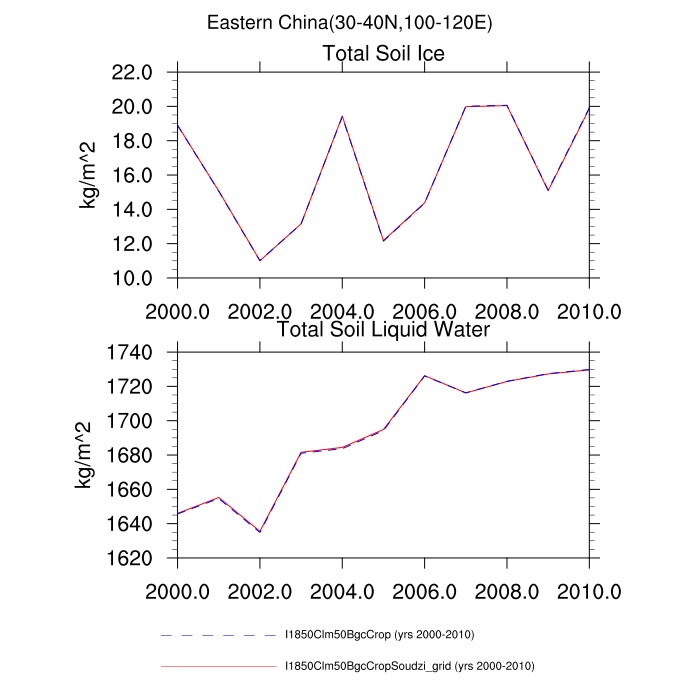 Eastern China(30-40N,100-120E)
Total Soil Ice
22.0
20.0
18.0
16.0
14.0
12.0
10.0
kg/m^2
2000.0 2002.0 2004.0 2006.0 2008.0 2010.0
Total Soil Liquid Water
1740
1720
1700
1680
1660
1640
1620
kg/m^2
2000.0 2002.0 2004.0 2006.0 2008.0 2010.0
I1850Clm50BgcCrop (yrs 2000-2010)
I1850Clm50BgcCropSoudzi_grid (yrs 2000-2010)